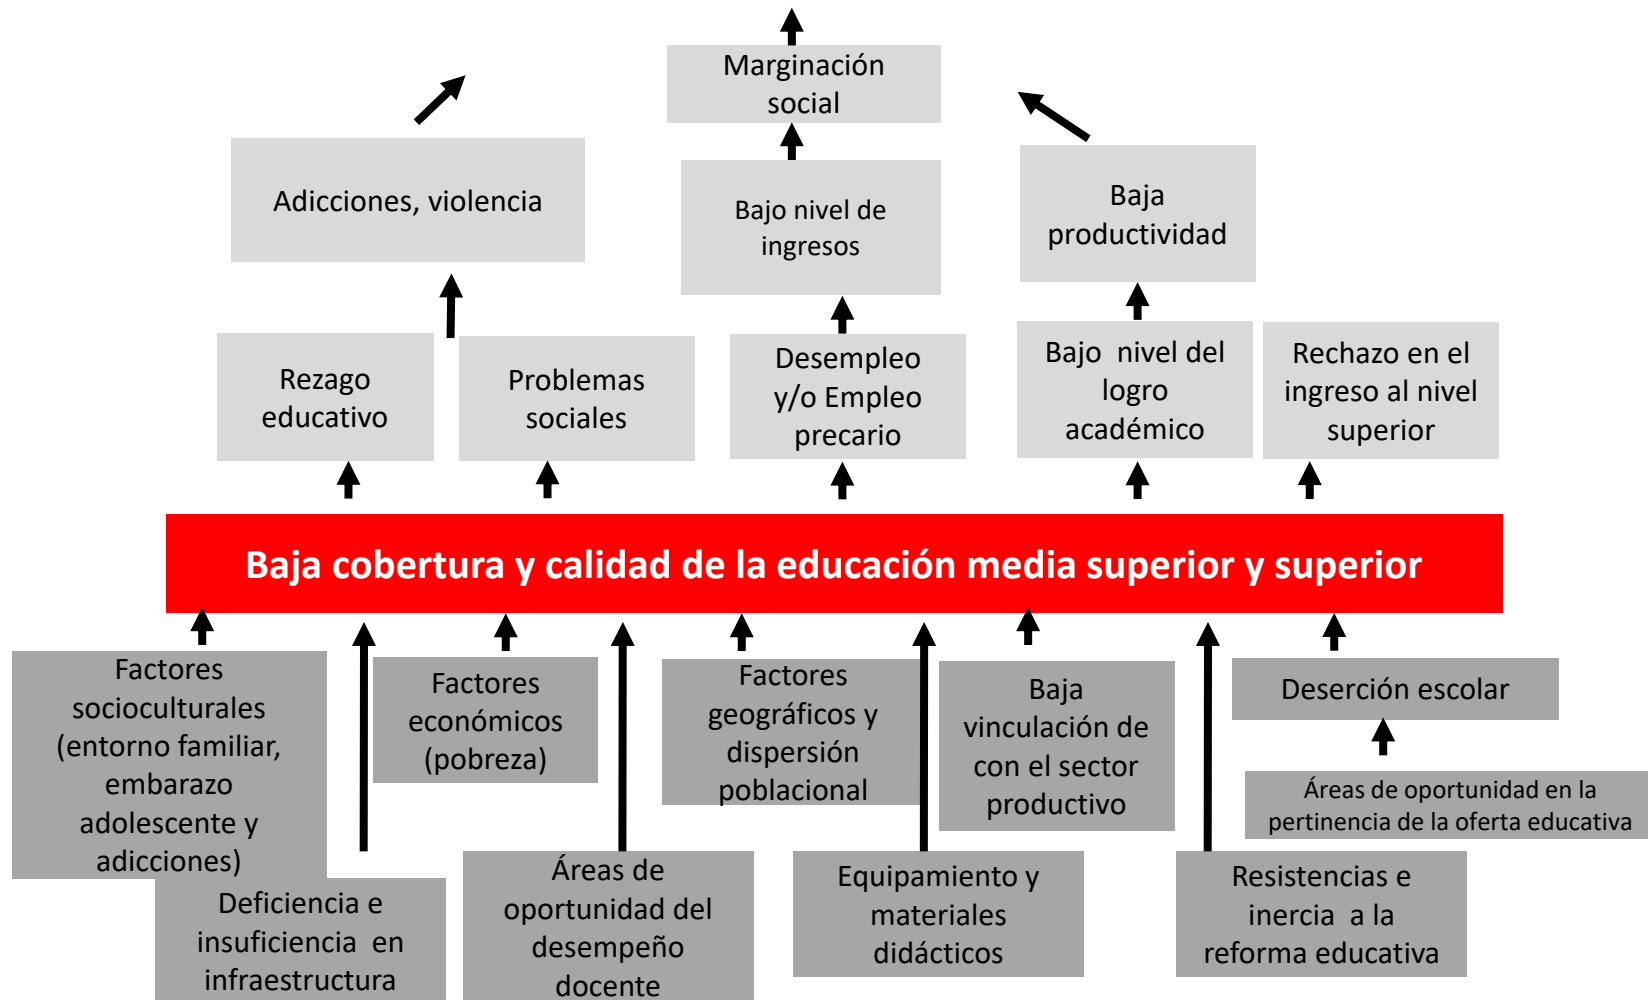 Marginación
social
Adicciones, violencia
Bajo nivel de
ingresos
Baja
productividad
Rezago
educativo
Problemas
sociales
Desempleo
y/o Empleo
precario
Bajo  nivel del
logro
académico
Rechazo en el
ingreso al nivel
superior
Baja cobertura y calidad de la educación media superior y superior
Factores
socioculturales
(entorno familiar,
embarazo
adolescente y
adicciones)
Factores
económicos
(pobreza)
Factores
geográficos y
dispersión
poblacional
Baja
vinculación de
con el sector
productivo
Deserción escolar
Áreas de oportunidad en la
pertinencia de la oferta educativa
Deficiencia e
insuficiencia  en
infraestructura
Áreas de
oportunidad del
desempeño
docente
Equipamiento y
materiales
didácticos
Resistencias e
inercia  a la
reforma educativa